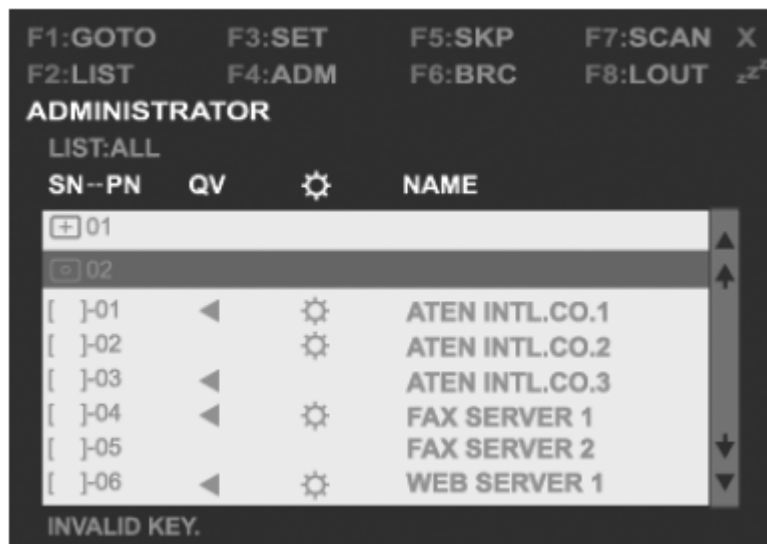 F1:GOTO F3:SET F5:SKP F7:SCAN X
F2:LIST F4:ADM F6:BRC F8:LOUT zzz
ADMINISTRATOR
LIST:ALL
SN--PN QV NAME
01
02
[ ]-01 ATEN INTL.CO.1
[ ]-02 ATEN INTL.CO.2
[ ]-03 ATEN INTL.CO.3
[ ]-04 FAX SERVER 1
[ ]-05 FAX SERVER 2
[ ]-06 WEB SERVER 1
INVALID KEY.